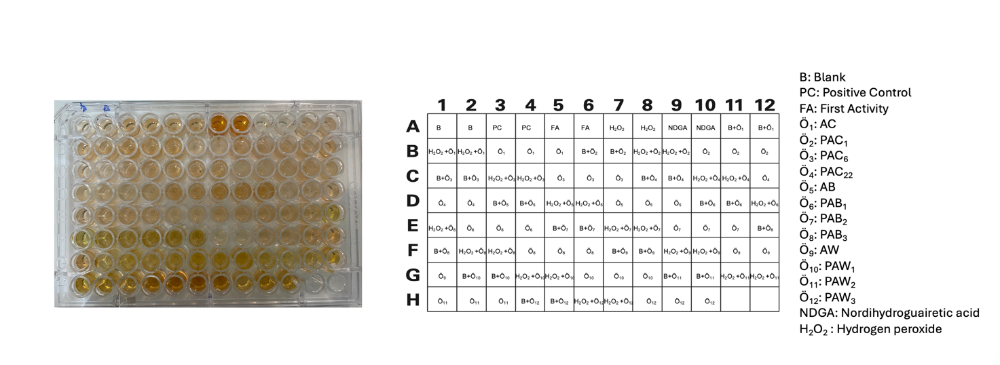 1 2 3 4 5 6 7 8 9 10 11 12
A B B PC PC FA FA H₂O₂ H₂O₂ NDGA NDGA B+Ö₁ B+Ö₁
B H₂O₂ +Ö₁ H₂O₂ +Ö₁ Ö₁ Ö₁ Ö₁ B+Ö₂ B+Ö₂ H₂O₂ +Ö₂ H₂O₂ +Ö₂ Ö₂ Ö₂ Ö₂
C B+Ö₃ B+Ö₃ H₂O₂ +Ö₃ H₂O₂ +Ö₃ Ö₃ Ö₃ Ö₃ B+Ö₄ B+Ö₄ H₂O₂ +Ö₄ H₂O₂ +Ö₄ Ö₄
D Ö₄ Ö₄ B+Ö₅ B+Ö₅ H₂O₂ +Ö₅ H₂O₂ +Ö₅ Ö₅ Ö₅ Ö₅ B+Ö₆ B+Ö₆ H₂O₂ +Ö₆
E H₂O₂ +Ö₆ Ö₆ Ö₆ Ö₆ B+Ö₇ B+Ö₇ H₂O₂ +Ö₇ H₂O₂ +Ö₇ Ö₇ Ö₇ Ö₇ B+Ö₈
F B+Ö₈ H₂O₂ +Ö₈ H₂O₂ +Ö₈ Ö₈ Ö₈ Ö₈ B+Ö₉ B+Ö₉ H₂O₂ +Ö₉ H₂O₂ +Ö₉ Ö₉ Ö₉
G Ö₉ B+Ö₁₀ B+Ö₁₀ H₂O₂ +Ö₁₀ H₂O₂ +Ö₁₀ Ö₁₀ Ö₁₀ Ö₁₀ B+Ö₁₁ B+Ö₁₁ H₂O₂ +Ö₁₁ H₂O₂ +Ö₁₁
H Ö₁₁ Ö₁₁ Ö₁₁ B+Ö₁₂ B+Ö₁₂ H₂O₂ +Ö₁₂ H₂O₂ +Ö₁₂ Ö₁₂ Ö₁₂ Ö₁₂
B: Blank
PC: Positive Control
FA: First Activity
Ö₁: AC
Ö₂: PAC₁
Ö₃: PAC₆
Ö₄: PAC₂₂
Ö₅: AB
Ö₆: PAB₁
Ö₇: PAB₂
Ö₈: PAB₃
Ö₉: AW
Ö₁₀: PAW₁
Ö₁₁: PAW₂
Ö₁₂: PAW₃
NDGA: Nordihydroguairetic acid
H₂O₂ : Hydrogen peroxide